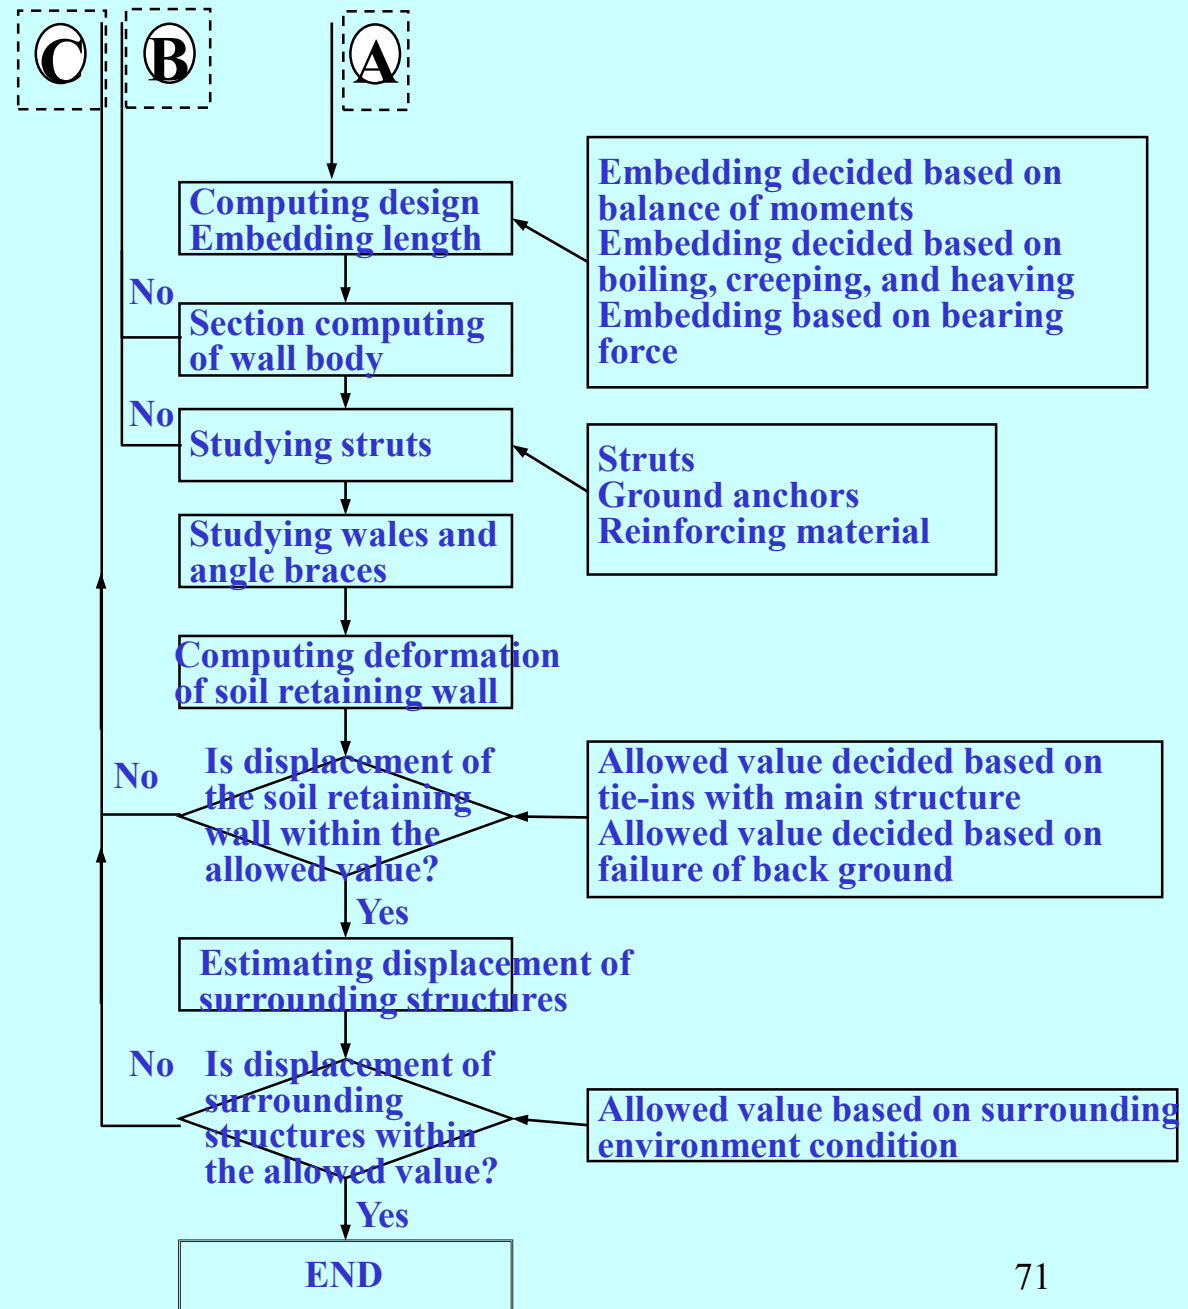 C
B
A
Computing design
Embedding length
Embedding decided based on
balance of moments
Embedding decided based on
boiling, creeping, and heaving
Embedding based on bearing
force
No
Section computing
of wall body
No
Studying struts
Struts
Ground anchors
Reinforcing material
Studying wales and
angle braces
Computing deformation
of soil retaining wall
No
Is displacement of
the soil retaining
wall within the
allowed value?
Allowed value decided based on
tie-ins with main structure
Allowed value decided based on
failure of back ground
Yes
Estimating displacement of
surrounding structures
No
Is displacement of
surrounding
structures within
the allowed value?
Allowed value based on surrounding
environment condition
Yes
END
71